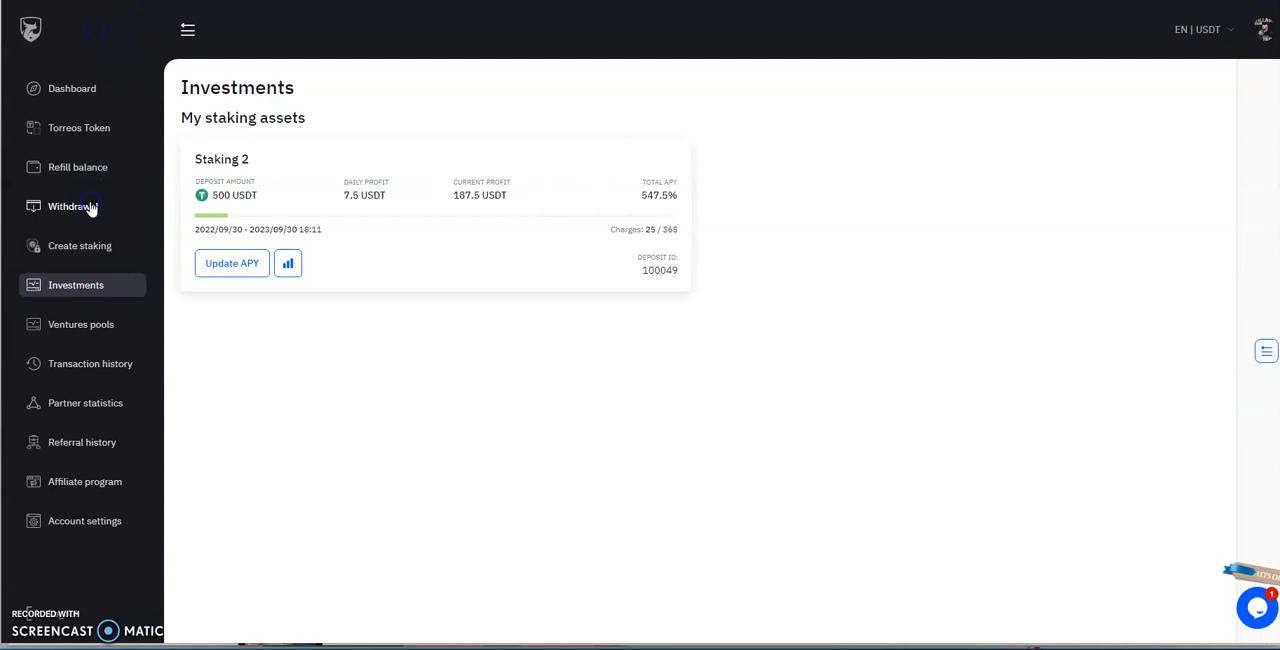 EN | USDT
Dashboard
Torreos Token
Refill balance
Withdrawal
Create staking
Investments
Ventures pools
Transaction history
Partner statistics
Referral history
Affiliate program
Account settings
RECORDED WITH
SCREENCAST MATIC
Investments
My staking assets
Staking 2
DEPOSIT AMOUNT DAILY PROFIT CURRENT PROFIT TOTAL APY
T 500 USDT 7.5 USDT 187.5 USDT 547.5%
2022/09/30 - 2023/09/30 18:11 Charges: 25 / 365
Update APY
DEPOSIT ID:
100049
1